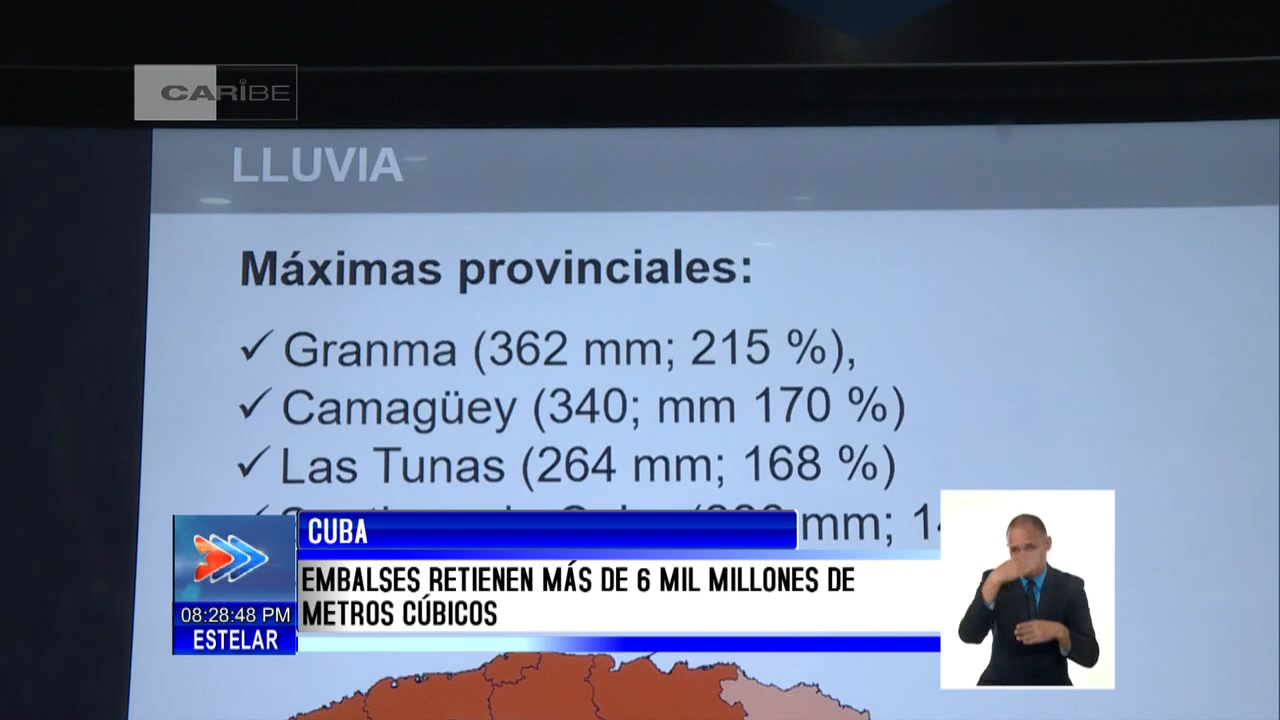 CARIBE
LLUVIA
Máximas provinciales:
✓ Granma (362 mm; 215 %),
✓ Camagüey (340; mm 170 %)
✓ Las Tunas (264 mm; 168 %)
mm;
CUBA
EMBALSES RETIENEN MÁS DE 6 MIL MILLONES DE
METROS CÚBICOS
08:28:48 PM
ESTELAR